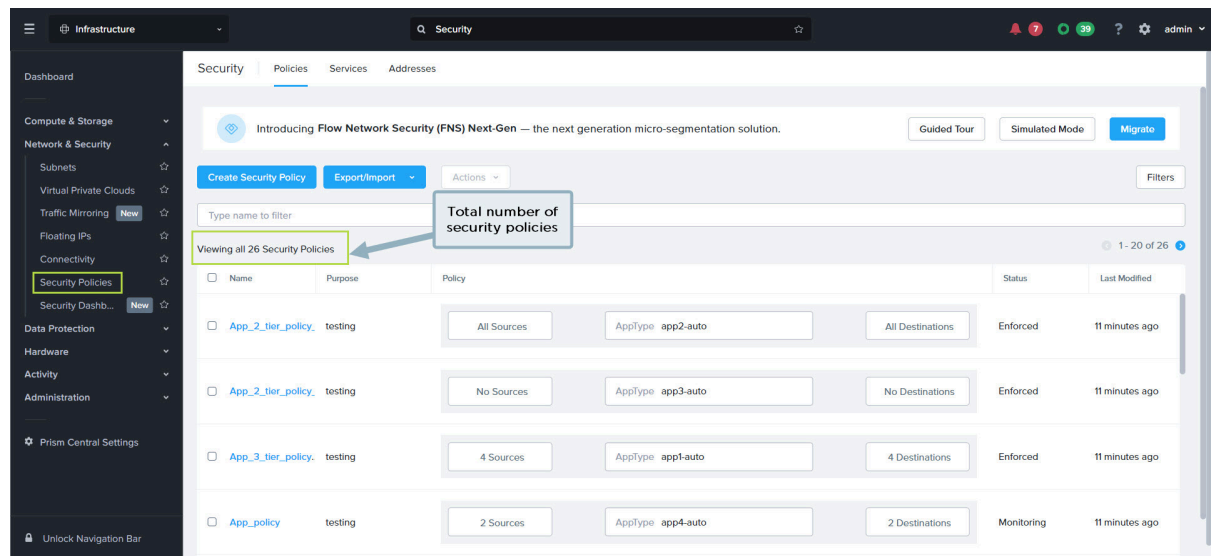 Infrastructure
Security
7
39
?
admin
Dashboard
Compute & Storage
Network & Security
Subnets
Virtual Private Clouds
Traffic Mirroring New
Floating IPs
Connectivity
Security Policies
Security Dashb... New
Data Protection
Hardware
Activity
Administration
Prism Central Settings
Unlock Navigation Bar
Security Policies Services Addresses
Introducing Flow Network Security (FNS) Next-Gen — the next generation micro-segmentation solution. Guided Tour Simulated Mode Migrate
Create Security Policy Export/Import Actions Filters
Type name to filter
Total number of
security policies
Viewing all 26 Security Policies 1 - 20 of 26
Name Purpose Policy Status Last Modified
App_2_tier_policy_ testing All Sources AppType app2-auto All Destinations Enforced 11 minutes ago
App_2_tier_policy_ testing No Sources AppType app3-auto No Destinations Enforced 11 minutes ago
App_3_tier_policy. testing 4 Sources AppType app1-auto 4 Destinations Enforced 11 minutes ago
App_policy testing 2 Sources AppType app4-auto 2 Destinations Monitoring 11 minutes ago